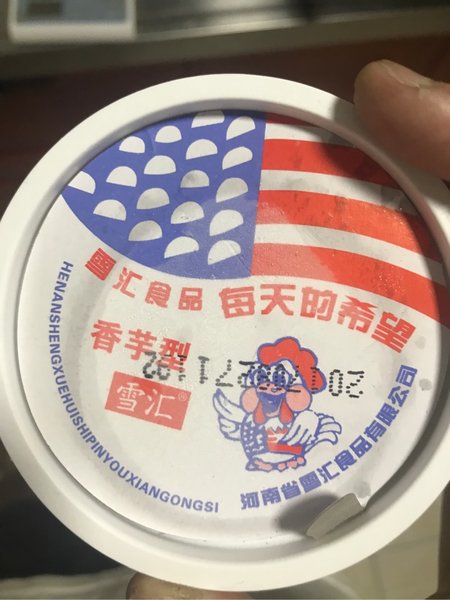 雪汇食品 每天的希望
香芋型
雪汇®
HENANSHENGXUEHUISHIPINYOUXIANGONGSI
河南省雪汇食品有限公司